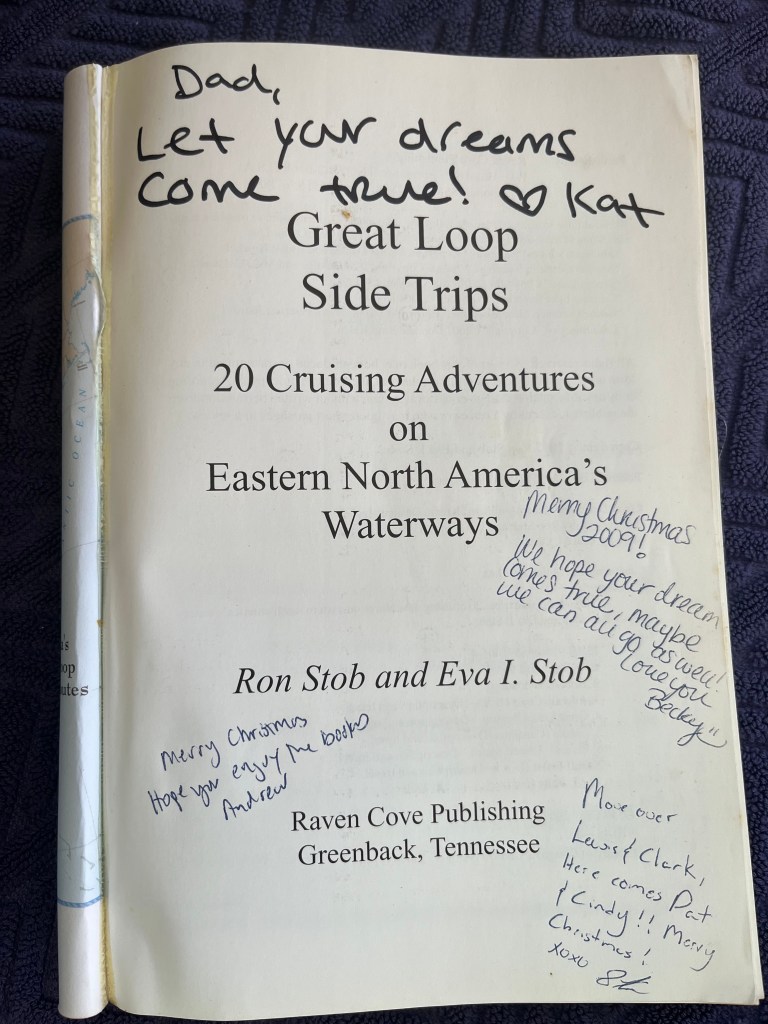 Dad,
Let your dreams
Come true! ♡ Kat
Great Loop
Side Trips
20 Cruising Adventures
on
Eastern North America's
Waterways
Merry Christmas
2009!
We hope your dream
comes true, maybe
we can all go as well!
Love you
Becky
Ron Stob and Eva I. Stob
Merry Christmas
Hope you enjoy the books
Andrew
Raven Cove Publishing
Greenback, Tennessee
Move over
Lewis & Clark,
Here comes Pat
& Cindy!! Merry
Christmas!
xoxo
OCEAN
's
op
utes